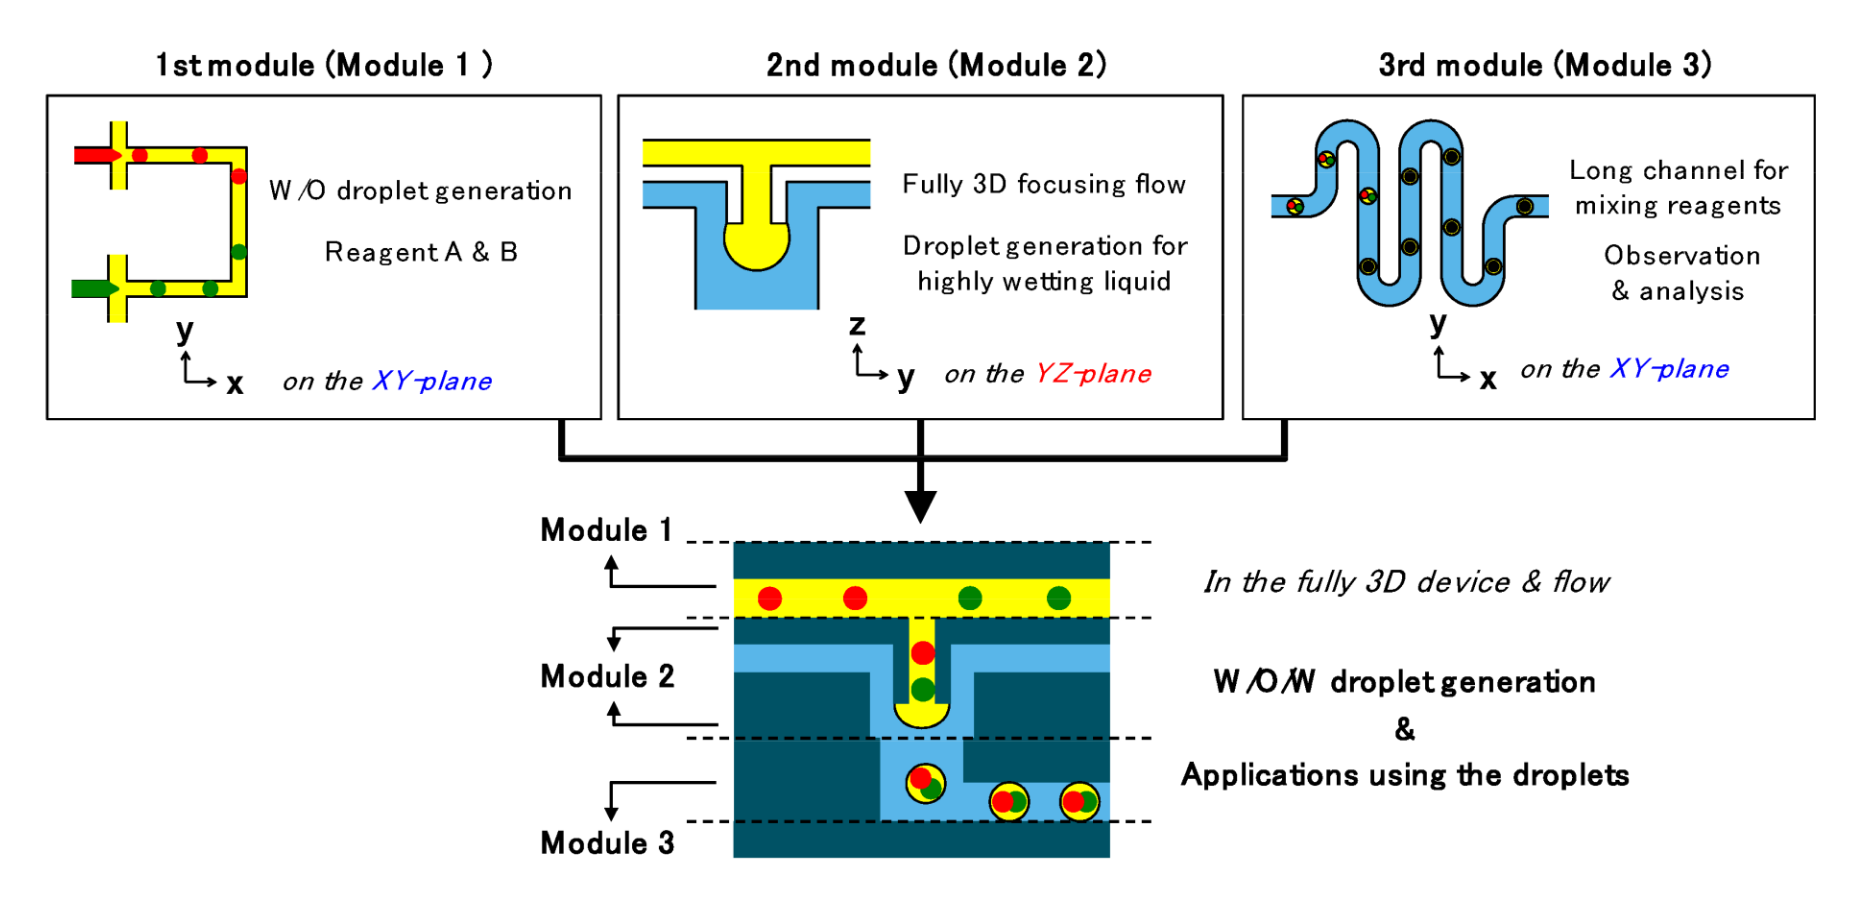 1st module (Module 1 )
2nd module (Module 2)
3rd module (Module 3)
W/O droplet generation
Reagent A & B
y
x
on the XY-plane
Fully 3D focusing flow
Droplet generation for
highly wetting liquid
z
y
on the YZ-plane
Long channel for
mixing reagents
Observation
& analysis
y
x
on the XY-plane
Module 1
Module 2
Module 3
In the fully 3D device & flow
W/O/W droplet generation
&
Applications using the droplets